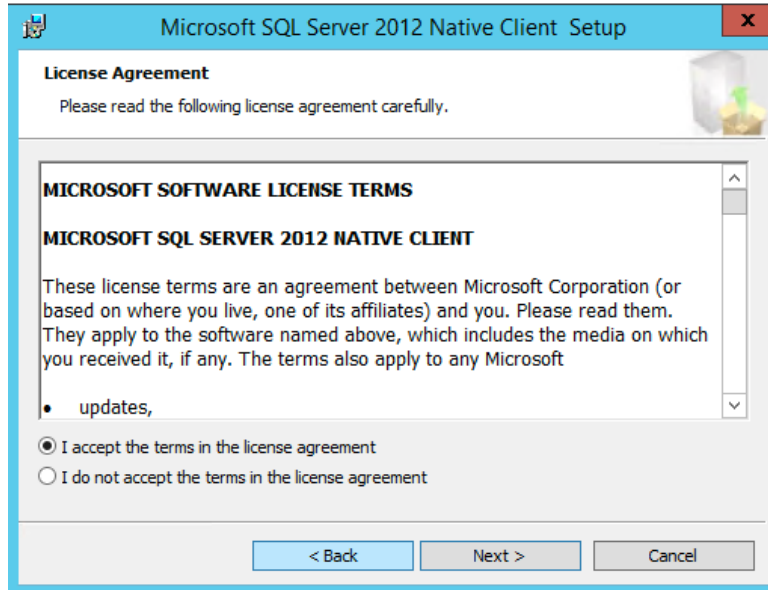 Microsoft SQL Server 2012 Native Client Setup
x
License Agreement
Please read the following license agreement carefully.
MICROSOFT SOFTWARE LICENSE TERMS
MICROSOFT SQL SERVER 2012 NATIVE CLIENT
These license terms are an agreement between Microsoft Corporation (or
based on where you live, one of its affiliates) and you. Please read them.
They apply to the software named above, which includes the media on which
you received it, if any. The terms also apply to any Microsoft
• updates,
I accept the terms in the license agreement
I do not accept the terms in the license agreement
< Back Next > Cancel